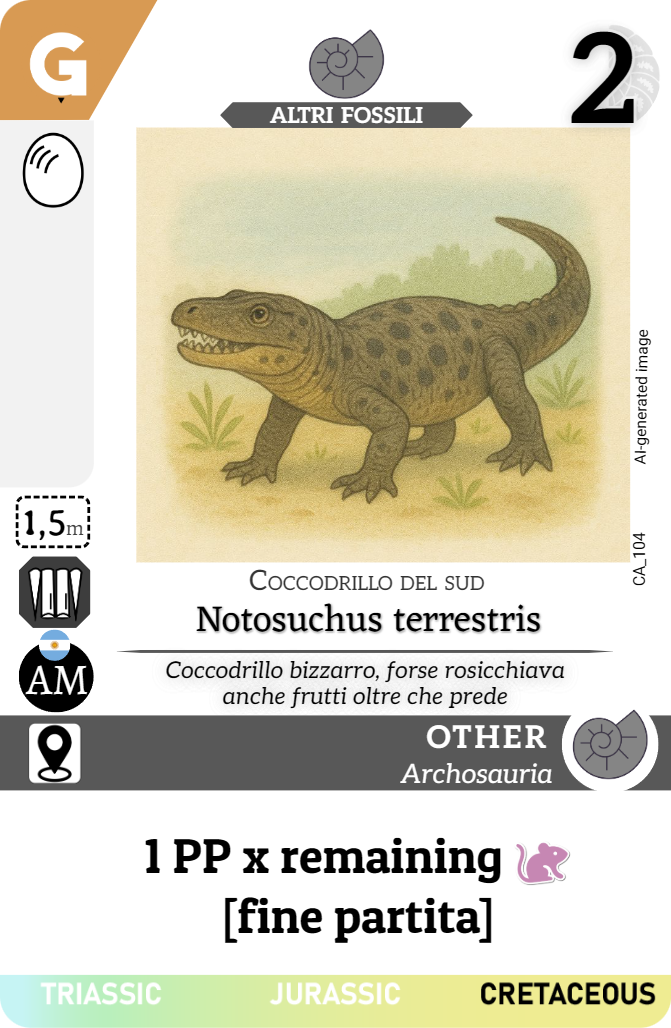 G
2
ALTRI FOSSILI
AI-generated image
CA_104
1,5m
AM
Coccodrillo del sud
Notosuchus terrestris
Coccodrillo bizzarro, forse rosicchiava
anche frutti oltre che prede
OTHER
Archosauria
1 PP x remaining
[fine partita]
TRIASSIC JURASSIC CRETACEOUS